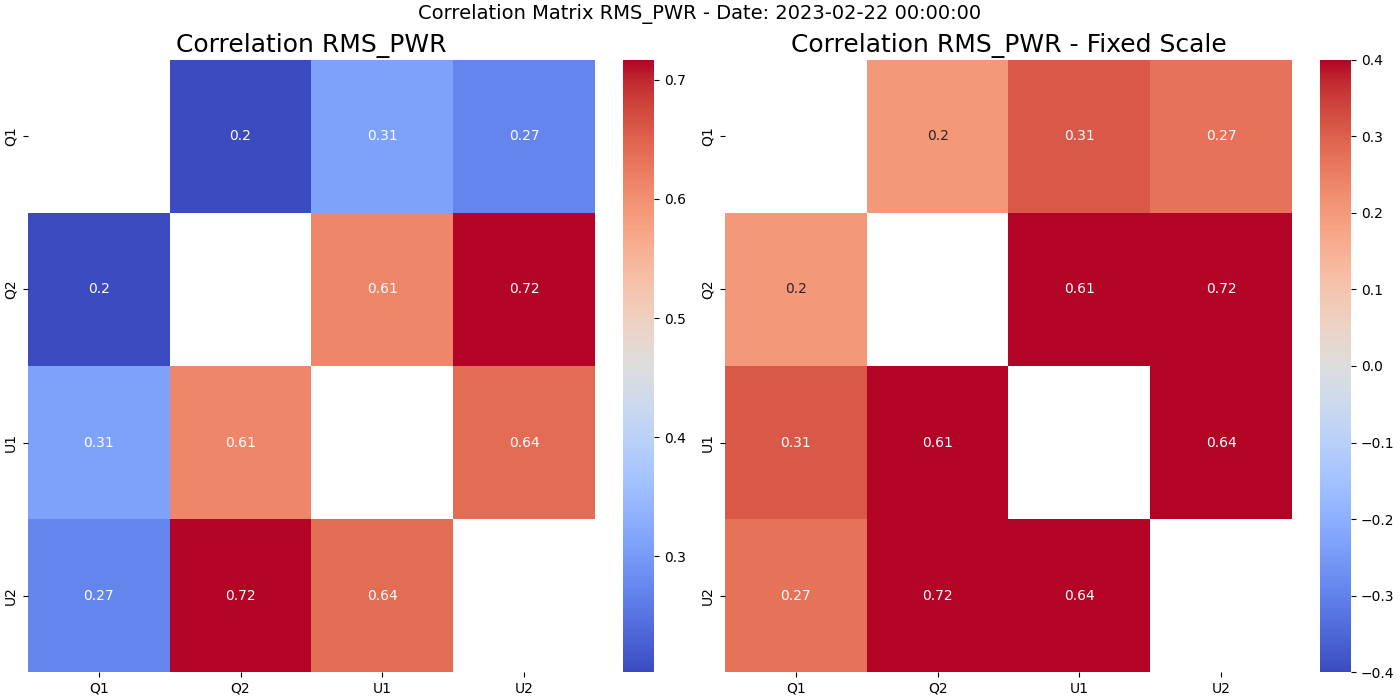 Correlation Matrix RMS_PWR - Date: 2023-02-22 00:00:00
Correlation RMS_PWR
Q1
0.2
0.31
0.27
Q2
0.2
0.61
0.72
U1
0.31
0.61
0.64
U2
0.27
0.72
0.64
Q1
Q2
U1
U2
0.7
0.6
0.5
0.4
0.3
Correlation RMS_PWR - Fixed Scale
Q1
0.2
0.31
0.27
Q2
0.2
0.61
0.72
U1
0.31
0.61
0.64
U2
0.27
0.72
0.64
Q1
Q2
U1
U2
0.4
0.3
0.2
0.1
0.0
−0.1
−0.2
−0.3
−0.4